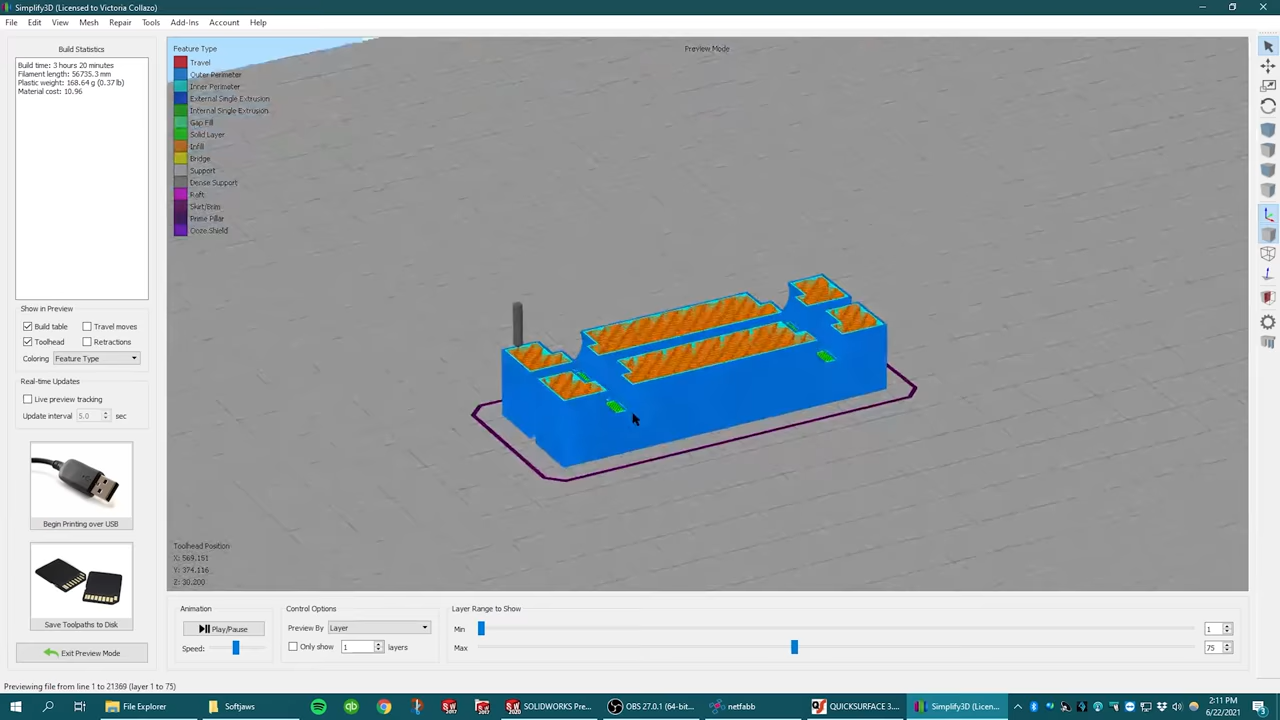 Simplify3D (Licensed to Victoria Collazo)
File Edit View Mesh Repair Tools Add-Ins Account Help
Build Statistics
Build time: 3 hours 20 minutes
Filament length: 56735.3 mm
Plastic weight: 168.64 g (0.37 lb)
Material cost: 10.96
Show in Preview
Build table Travel moves
Toolhead Retractions
Coloring Feature Type
Real-time Updates
Live preview tracking
Update interval 5.0 sec
Begin Printing over USB
Save Toolpaths to Disk
Exit Preview Mode
Feature Type
Travel
Outer Perimeter
Inner Perimeter
External Single Extrusion
Internal Single Extrusion
Gap Fill
Solid Layer
Infill
Bridge
Support
Dense Support
Raft
Skirt/Brim
Prime Pillar
Ooze Shield
Preview Mode
Toolhead Position
X: 569.151
Y: 374.116
Z: 30.200
Animation
Play/Pause
Speed:
Control Options
Preview By Layer
Only show 1 layers
Layer Range to Show
Min 1
Max 75
Previewing file from line 1 to 21369 (layer 1 to 75)
File Explorer
Softjaws
2017
2017
2020
SOLIDWORKS Pre...
OBS 27.0.1 (64-bit,...
netfabb
QUICKSURFACE 3....
Simplify3D (Licen...
2:11 PM
6/22/2021